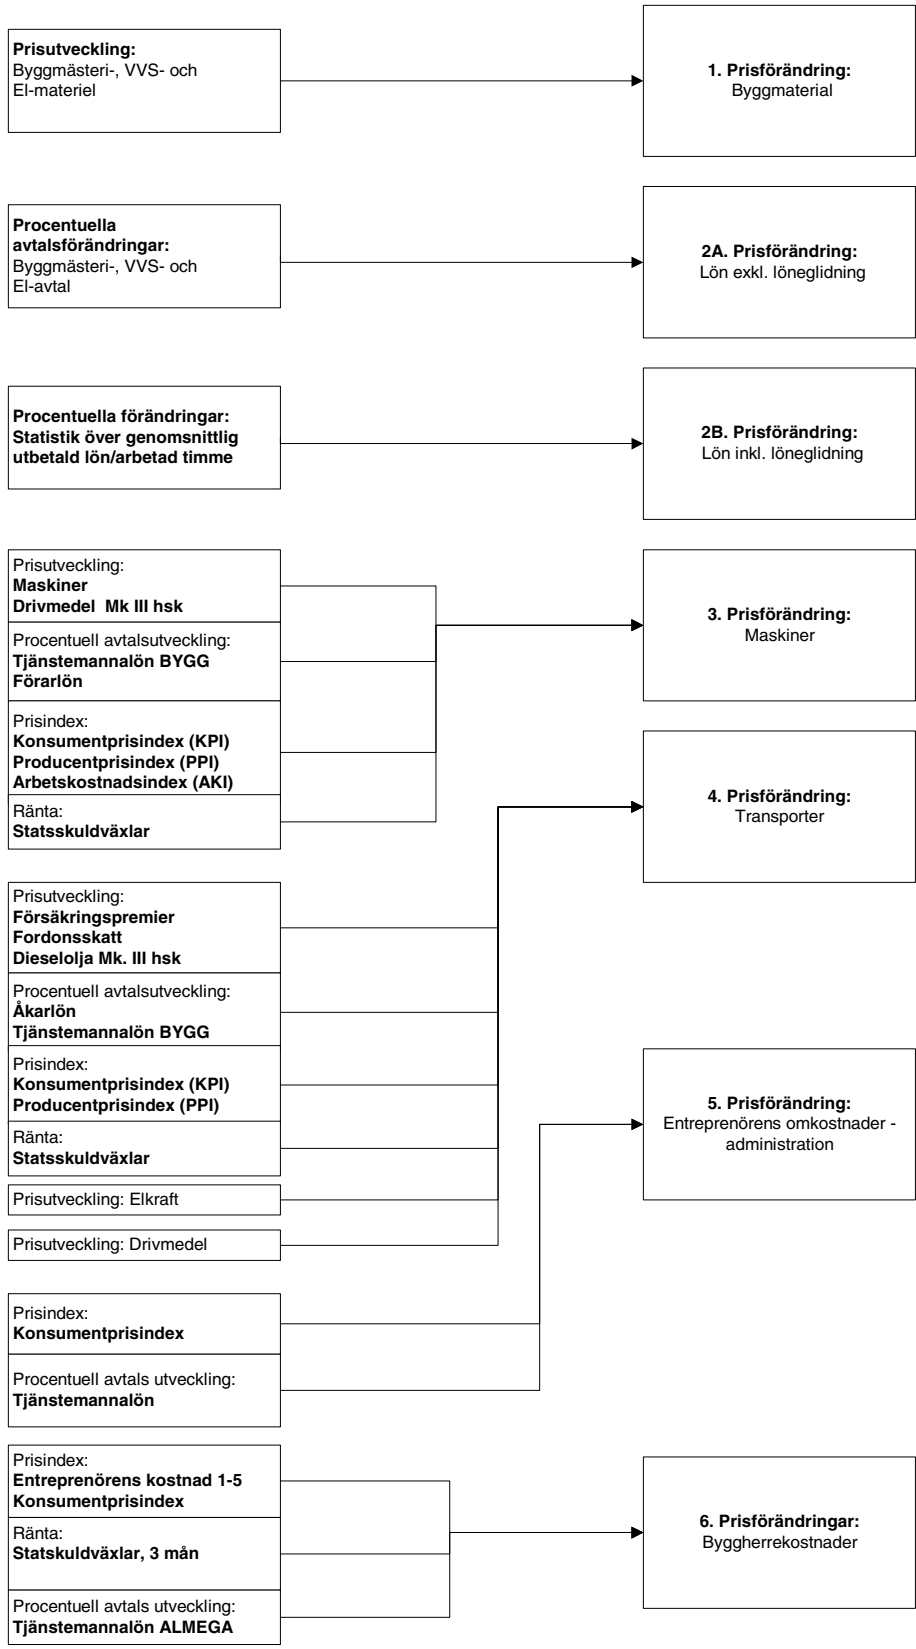 Prisutveckling:
Byggmästeri-, VVS- och
El-materiel
1. Prisförändring:
Byggmaterial
Procentuella
avtalsförändringar:
Byggmästeri-, VVS- och
El-avtal
2A. Prisförändring:
Lön exkl. löneglidning
Procentuella förändringar:
Statistik över genomsnittlig
utbetald lön/arbetad timme
2B. Prisförändring:
Lön inkl. löneglidning
Prisutveckling:
Maskiner
Drivmedel Mk III hsk
Procentuell avtalsutveckling:
Tjänstemannalön BYGG
Förarlön
Prisindex:
Konsumentprisindex (KPI)
Producentprisindex (PPI)
Arbetskostnadsindex (AKI)
Ränta:
Statsskuldväxlar
3. Prisförändring:
Maskiner
4. Prisförändring:
Transporter
Prisutveckling:
Försäkringspremier
Fordonsskatt
Dieselolja Mk. III hsk
Procentuell avtalsutveckling:
Åkarlön
Tjänstemannalön BYGG
Prisindex:
Konsumentprisindex (KPI)
Producentprisindex (PPI)
Ränta:
Statsskuldväxlar
Prisutveckling: Elkraft
Prisutveckling: Drivmedel
5. Prisförändring:
Entreprenörens omkostnader -
administration
Prisindex:
Konsumentprisindex
Procentuell avtals utveckling:
Tjänstemannalön
Prisindex:
Entreprenörens kostnad 1-5
Konsumentprisindex
Ränta:
Statskuldväxlar, 3 mån
Procentuell avtals utveckling:
Tjänstemannalön ALMEGA
6. Prisförändringar:
Byggherrekostnader